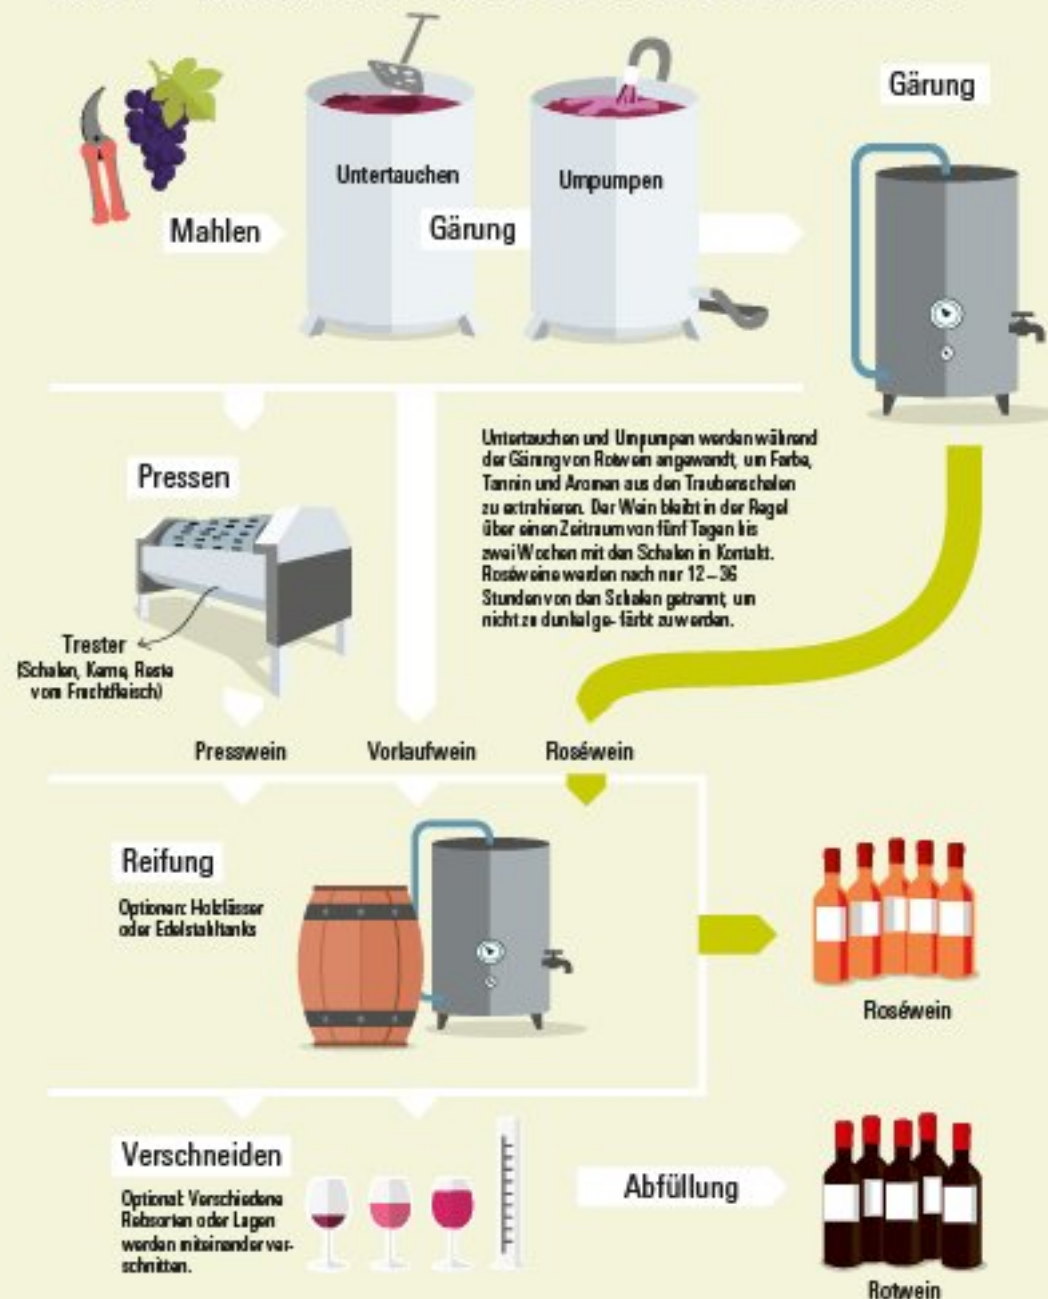 Gärung
Untertauchen
Umpumpen
Mahlen
Gärung
Untertauchen und Umpumpen werden während
der Gärung von Rotwein angewandt, um Farbe,
Tannin und Aromen aus den Traubenschalen
zu extrahieren. Der Wein bleibt in der Regel
über einen Zeitraum von fünf Tagen bis
zwei Wochen mit den Schalen in Kontakt.
Roséweine werden nach nur 12–36
Stunden von den Schalen getrennt, um
nicht zu dunkel ge- färbt zu werden.
Pressen
Trester
(Schalen, Kerne, Reste
vom Fruchtfleisch)
Presswein
Vorlaufwein
Roséwein
Reifung
Optionen: Holzfässer
oder Edelstahltanks
Roséwein
Verschneiden
Optional: Verschiedene
Rebsorten oder Lagen
werden miteinander ver-
schnitten.
Abfüllung
Rotwein